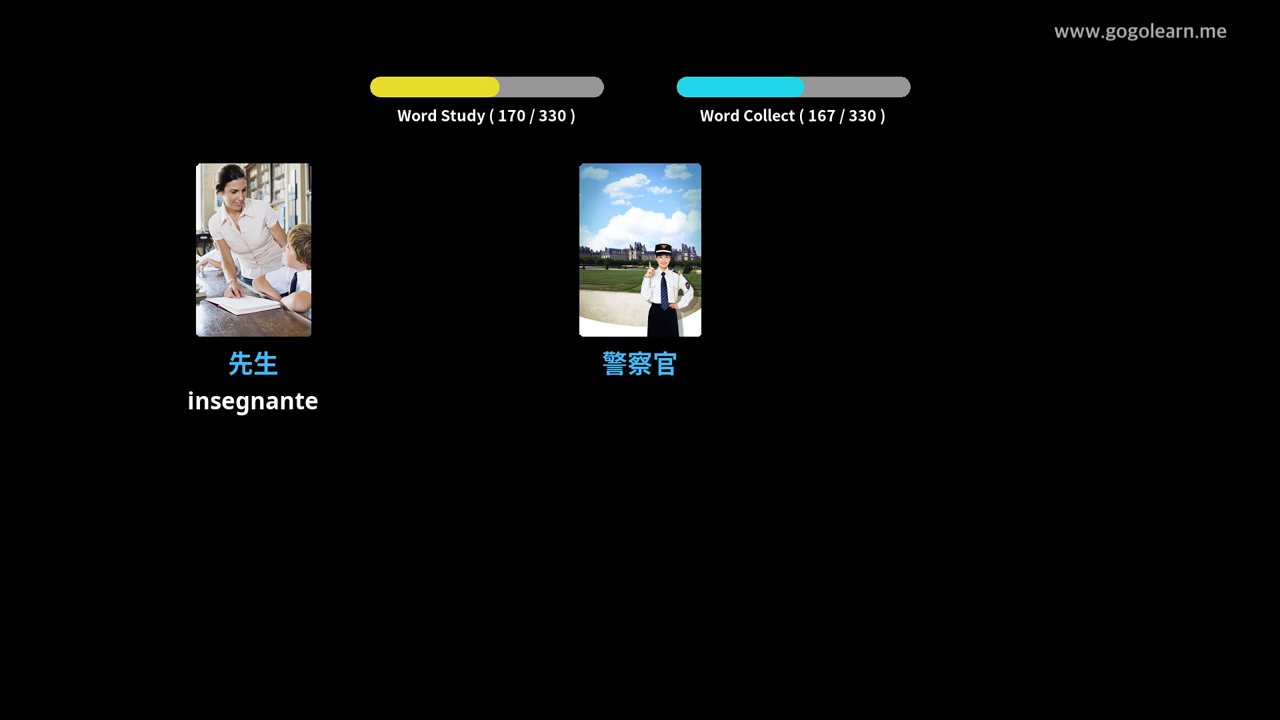 www.gogolearn.me
Word Study ( 170 / 330 )
Word Collect ( 167 / 330 )
先生
警察官
insegnante